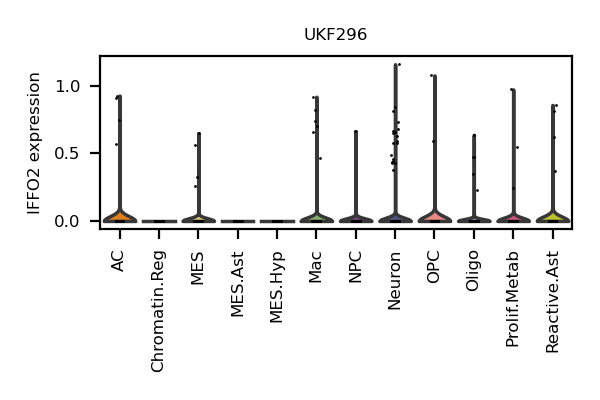 UKF296
IFFO2 expression
1.0
0.5
0.0
AC
Chromatin.Reg
MES
MES.Ast
MES.Hyp
Mac
NPC
Neuron
OPC
Oligo
Prolif.Metab
Reactive.Ast